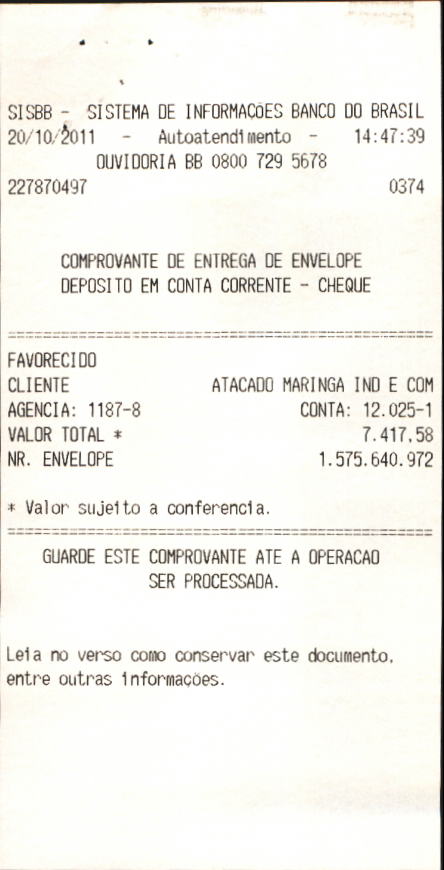 SISBB - SISTEMA DE INFORMACÕES BANCO DO BRASIL
20/10/2011 - Autoatendimento - 14:47:39
OUVIDORIA BB 0800 729 5678
227870497 0374
COMPROVANTE DE ENTREGA DE ENVELOPE
DEPOSITO EM CONTA CORRENTE - CHEQUE
FAVORECIDO
CLIENTE ATACADO MARINGA IND E COM
AGENCIA: 1187-8 CONTA: 12.025-1
VALOR TOTAL * 7.417,58
NR. ENVELOPE 1.575.640.972
* Valor sujeito a conferencia.
GUARDE ESTE COMPROVANTE ATE A OPERACAO
SER PROCESSADA.
Leia no verso como conservar este documento,
entre outras informações.